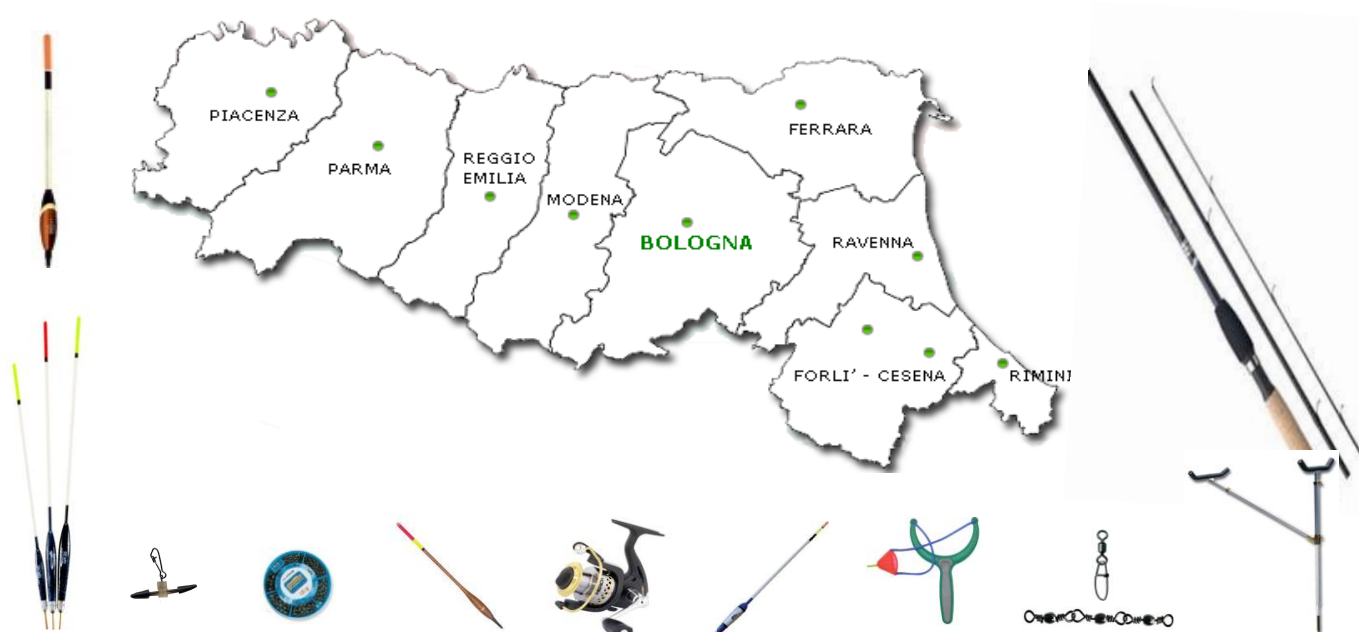 PIACENZA
PARMA
REGGIO
EMILIA
MODENA
BOLOGNA
FERRARA
RAVENNA
FORLI' - CESENA
RIMINI